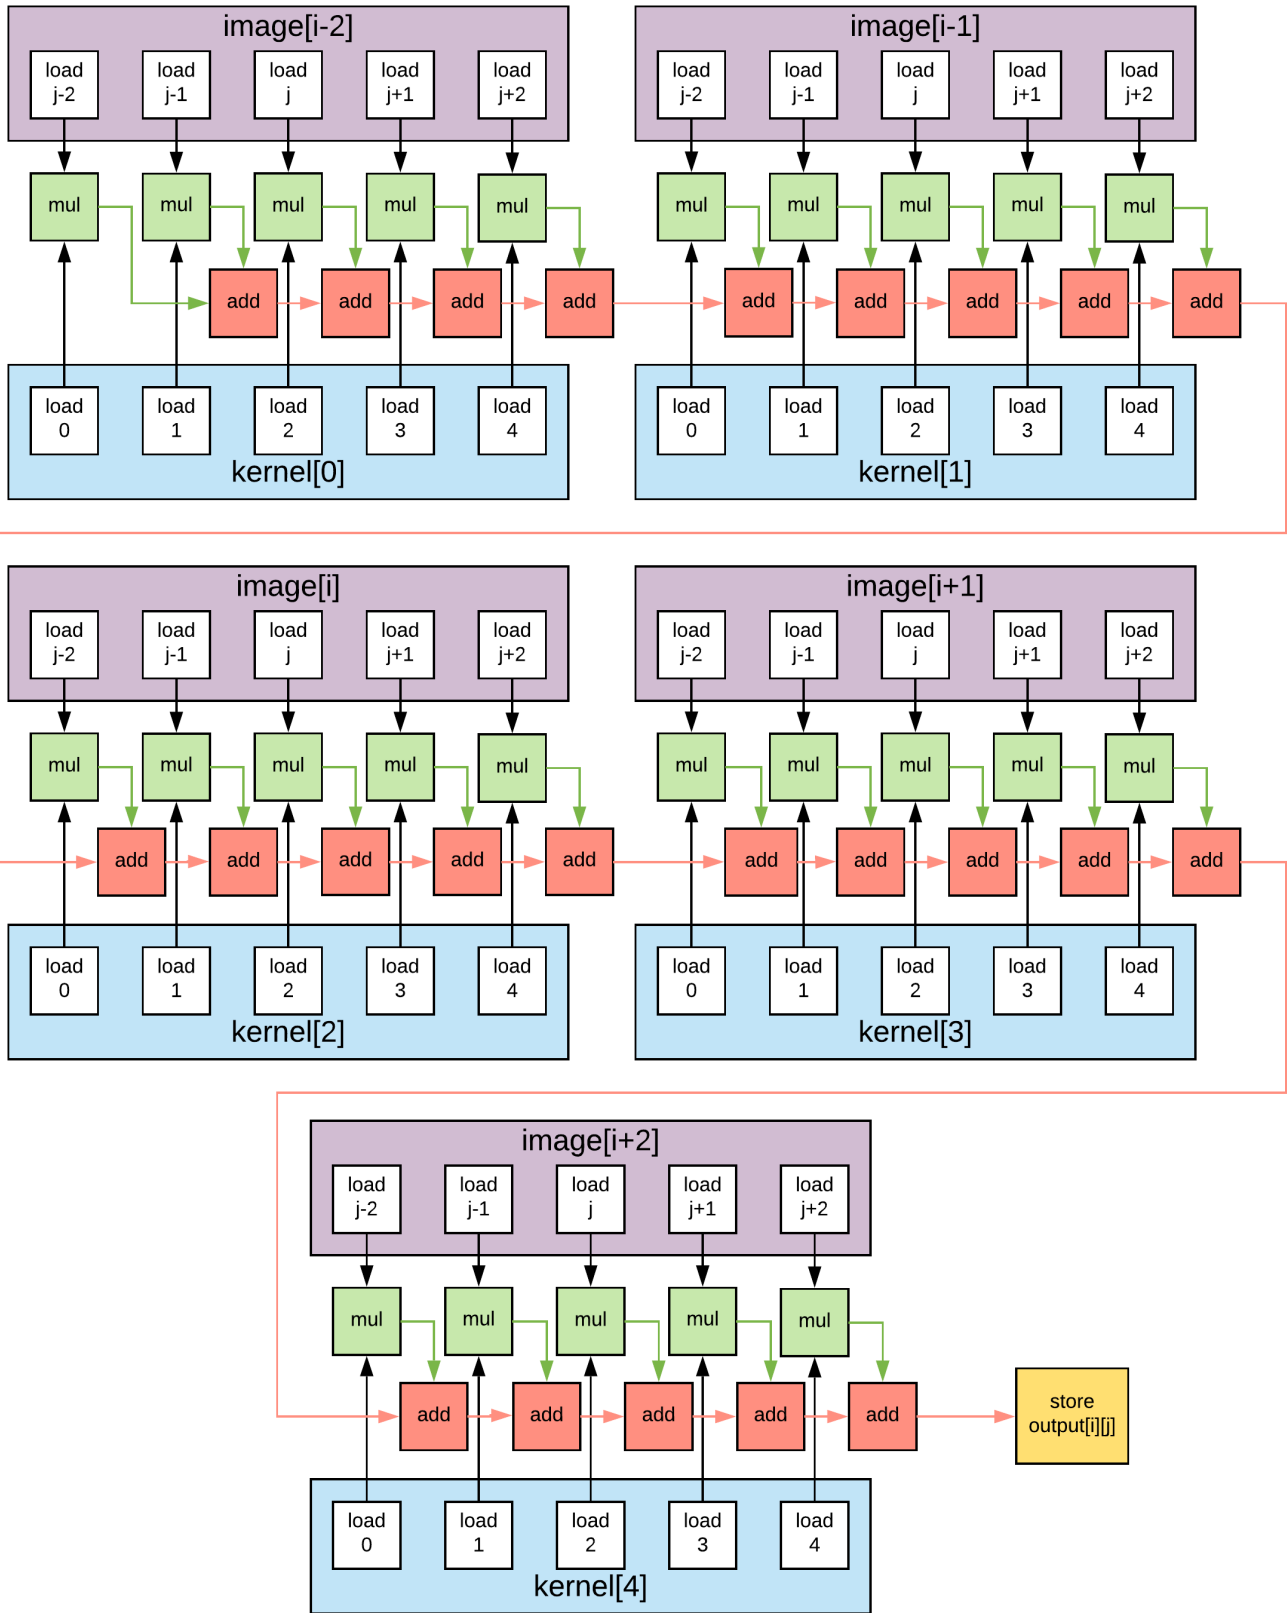 image[i-2]
load load load load load
j-2 j-1 j j+1 j+2
mul mul mul mul mul
add add add add
load load load load load
0 1 2 3 4
kernel[0]
image[i-1]
load load load load load
j-2 j-1 j j+1 j+2
mul mul mul mul mul
add add add add add
load load load load load
0 1 2 3 4
kernel[1]
image[i]
load load load load load
j-2 j-1 j j+1 j+2
mul mul mul mul mul
add add add add add
load load load load load
0 1 2 3 4
kernel[2]
image[i+1]
load load load load load
j-2 j-1 j j+1 j+2
mul mul mul mul mul
add add add add add
load load load load load
0 1 2 3 4
kernel[3]
image[i+2]
load load load load load
j-2 j-1 j j+1 j+2
mul mul mul mul mul
add add add add add
store
output[i][j]
load load load load load
0 1 2 3 4
kernel[4]